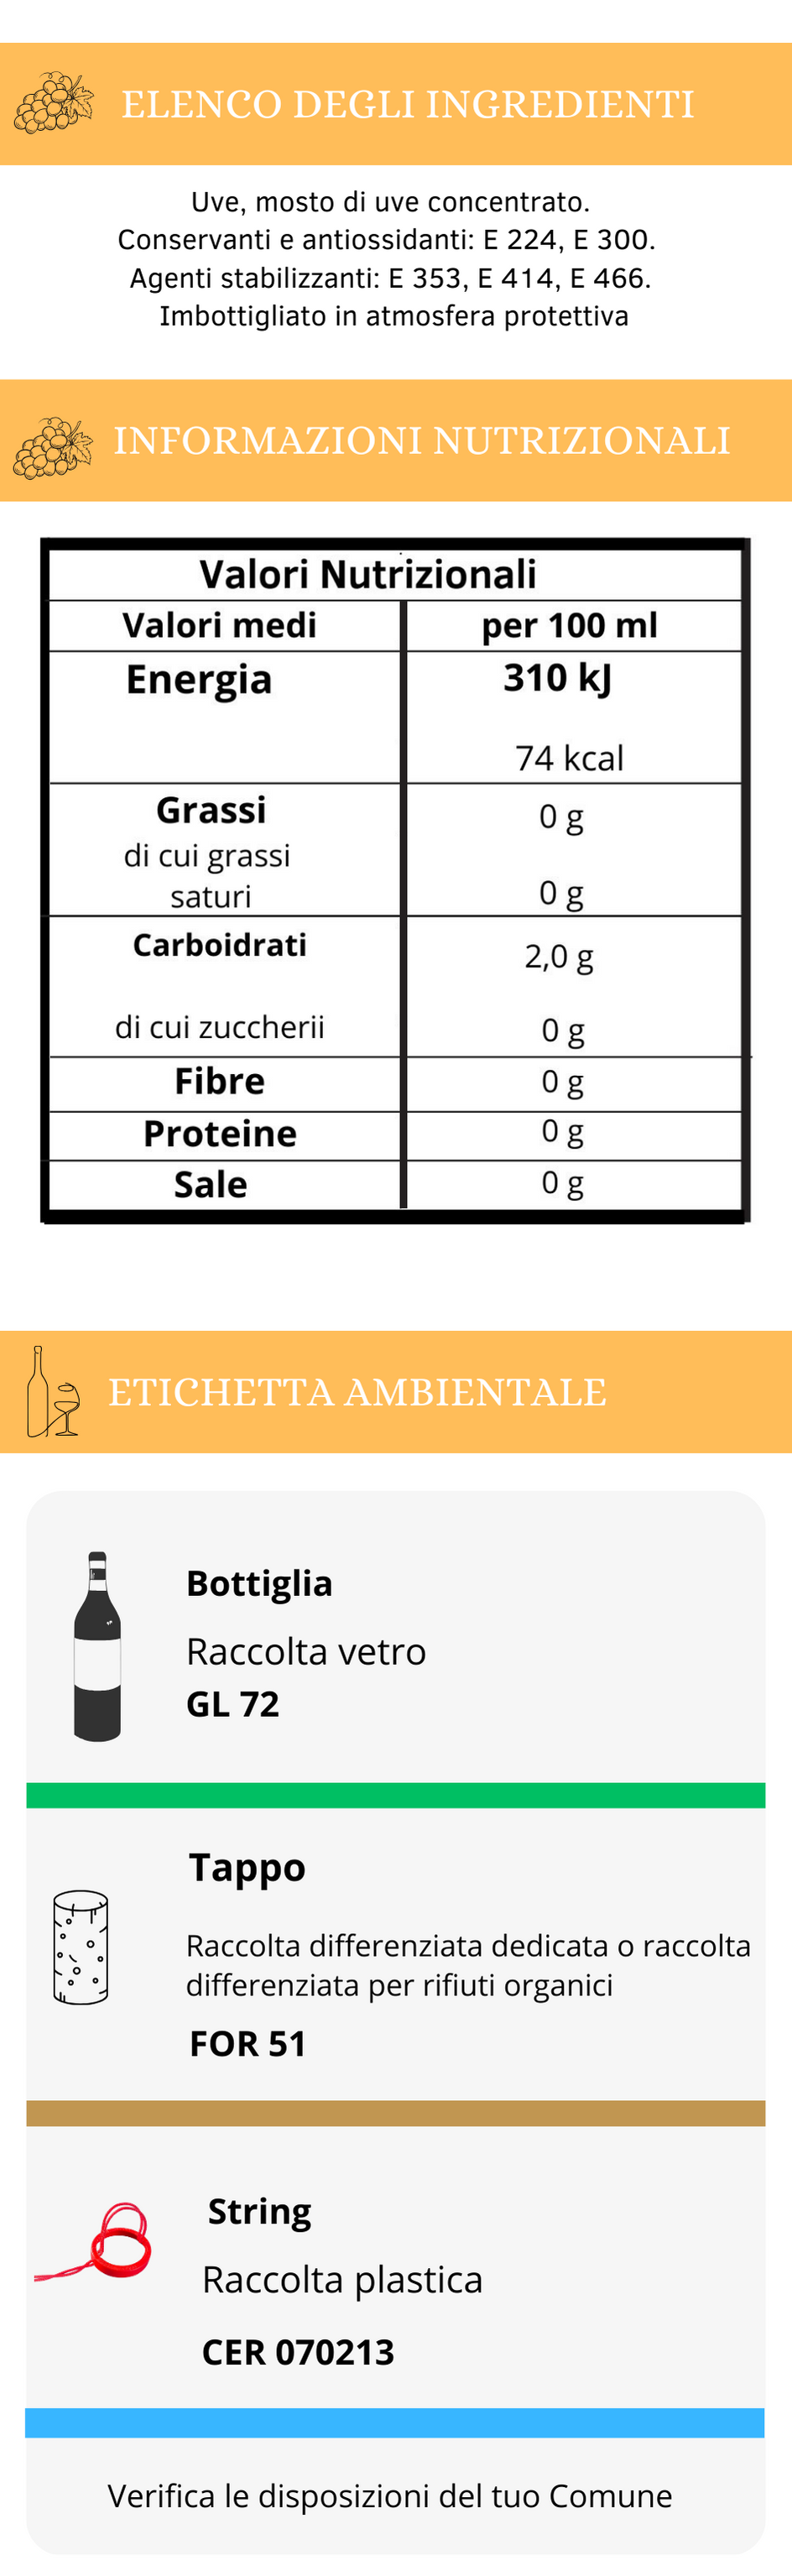 ELENCO DEGLI INGREDIENTI
Uve, mosto di uve concentrato.
Conservanti e antiossidanti: E 224, E 300.
Agenti stabilizzanti: E 353, E 414, E 466.
Imbottigliato in atmosfera protettiva
INFORMAZIONI NUTRIZIONALI
Valori Nutrizionali
Valori medi per 100 ml
Energia 310 kJ
74 kcal
Grassi 0 g
di cui grassi
saturi 0 g
Carboidrati 2,0 g
di cui zuccherii 0 g
Fibre 0 g
Proteine 0 g
Sale 0 g
ETICHETTA AMBIENTALE
Bottiglia
Raccolta vetro
GL 72
Tappo
Raccolta differenziata dedicata o raccolta
differenziata per rifiuti organici
FOR 51
String
Raccolta plastica
CER 070213
Verifica le disposizioni del tuo Comune